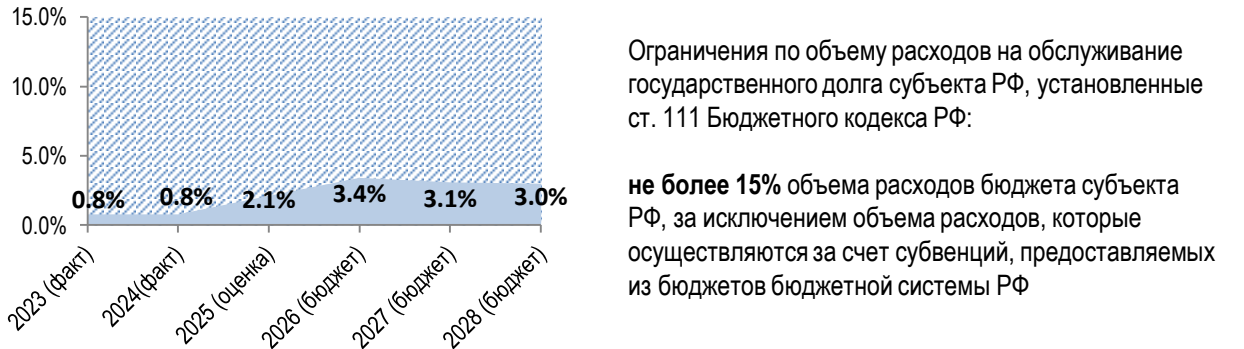 15.0%
10.0%
5.0%
0.0%
0.8%
0.8%
2.1%
3.4%
3.1%
3.0%
2023 (факт)
2024(факт)
2025 (оценка)
2026 (бюджет)
2027 (бюджет)
2028 (бюджет)
Ограничения по объему расходов на обслуживание
государственного долга субъекта РФ, установленные
ст. 111 Бюджетного кодекса РФ:
не более 15% объема расходов бюджета субъекта
РФ, за исключением объема расходов, которые
осуществляются за счет субвенций, предоставляемых
из бюджетов бюджетной системы РФ